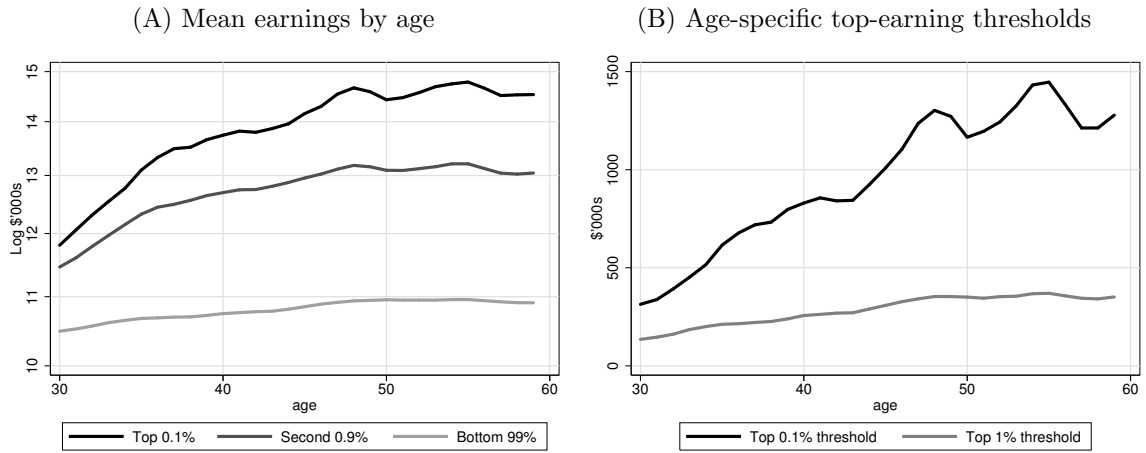 (A) Mean earnings by age
Log $'000s
15
14
13
12
11
10
30
40
50
60
age
Top 0.1%
Second 0.9%
Bottom 99%
(B) Age-specific top-earning thresholds
$'000s
1500
1000
500
0
30
40
50
60
age
Top 0.1% threshold
Top 1% threshold